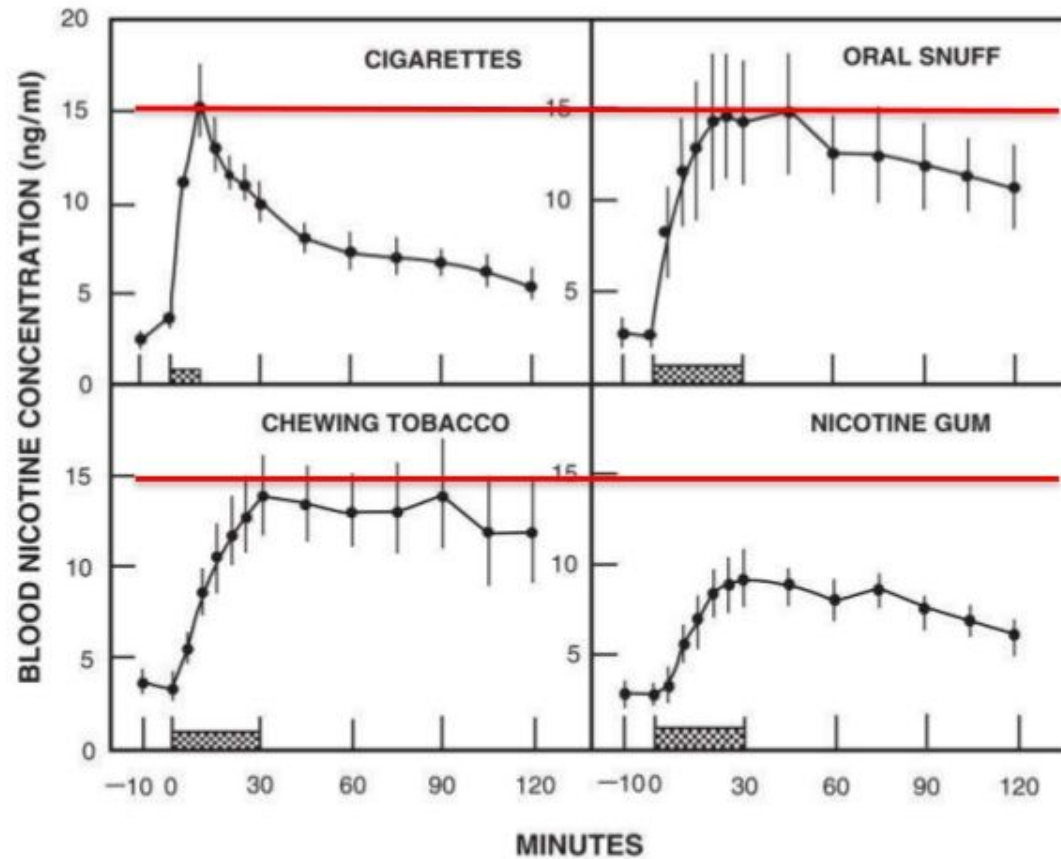 BLOOD NICOTINE CONCENTRATION (ng/ml)
20
15
10
5
0
CIGARETTES
15
10
5
ORAL SNUFF
15
10
5
0
CHEWING TOBACCO
15
10
5
NICOTINE GUM
—10 0 30 60 90 120
—10 0 30 60 90 120
MINUTES